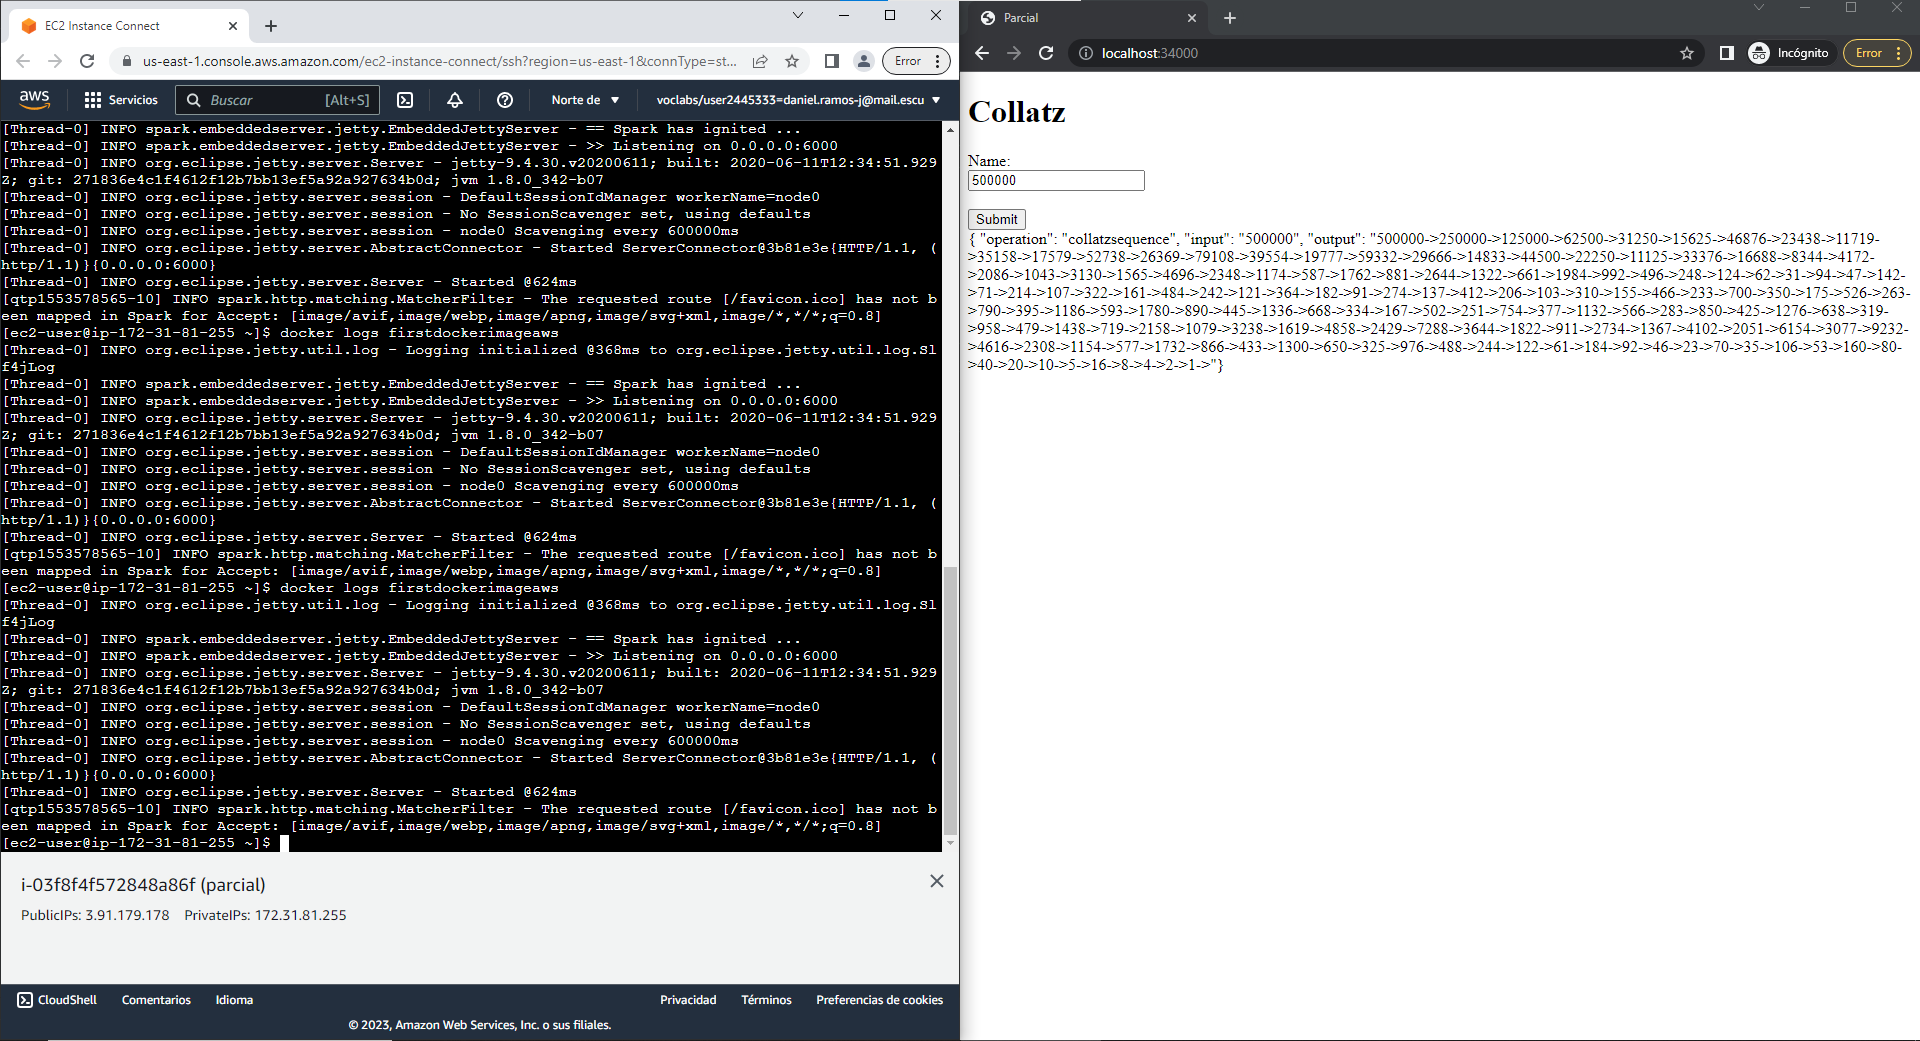 EC2 Instance Connect
us-east-1.console.aws.amazon.com/ec2-instance-connect/ssh?region=us-east-1&connType=st...
Error
aws
Servicios
Buscar
[Alt+S]
Norte de
voclabs/user2445333=daniel.ramos-j@mail.escu
[Thread-0] INFO spark.embeddedserver.jetty.EmbeddedJettyServer - == Spark has ignited ...
[Thread-0] INFO spark.embeddedserver.jetty.EmbeddedJettyServer - >> Listening on 0.0.0.0:6000
[Thread-0] INFO org.eclipse.jetty.server.Server - jetty-9.4.30.v20200611; built: 2020-06-11T12:34:51.929
Z; git: 271836e4c1f4612f12b7bb13ef5a92a927634b0d; jvm 1.8.0_342-b07
[Thread-0] INFO org.eclipse.jetty.server.session - DefaultSessionIdManager workerName=node0
[Thread-0] INFO org.eclipse.jetty.server.session - No SessionScavenger set, using defaults
[Thread-0] INFO org.eclipse.jetty.server.session - node0 Scavenging every 600000ms
[Thread-0] INFO org.eclipse.jetty.server.AbstractConnector - Started ServerConnector@3b81e3e{HTTP/1.1, (
http/1.1)}{0.0.0.0:6000}
[Thread-0] INFO org.eclipse.jetty.server.Server - Started @624ms
[qtp1553578565-10] INFO spark.http.matching.MatcherFilter - The requested route [/favicon.ico] has not b
een mapped in Spark for Accept: [image/avif,image/webp,image/apng,image/svg+xml,image/*,*/*;q=0.8]
[ec2-user@ip-172-31-81-255 ~]$ docker logs firstdockerimageaws
[Thread-0] INFO org.eclipse.jetty.util.log - Logging initialized @368ms to org.eclipse.jetty.util.log.Sl
f4jLog
[Thread-0] INFO spark.embeddedserver.jetty.EmbeddedJettyServer - == Spark has ignited ...
[Thread-0] INFO spark.embeddedserver.jetty.EmbeddedJettyServer - >> Listening on 0.0.0.0:6000
[Thread-0] INFO org.eclipse.jetty.server.Server - jetty-9.4.30.v20200611; built: 2020-06-11T12:34:51.929
Z; git: 271836e4c1f4612f12b7bb13ef5a92a927634b0d; jvm 1.8.0_342-b07
[Thread-0] INFO org.eclipse.jetty.server.session - DefaultSessionIdManager workerName=node0
[Thread-0] INFO org.eclipse.jetty.server.session - No SessionScavenger set, using defaults
[Thread-0] INFO org.eclipse.jetty.server.session - node0 Scavenging every 600000ms
[Thread-0] INFO org.eclipse.jetty.server.AbstractConnector - Started ServerConnector@3b81e3e{HTTP/1.1, (
http/1.1)}{0.0.0.0:6000}
[Thread-0] INFO org.eclipse.jetty.server.Server - Started @624ms
[qtp1553578565-10] INFO spark.http.matching.MatcherFilter - The requested route [/favicon.ico] has not b
een mapped in Spark for Accept: [image/avif,image/webp,image/apng,image/svg+xml,image/*,*/*;q=0.8]
[ec2-user@ip-172-31-81-255 ~]$ docker logs firstdockerimageaws
[Thread-0] INFO org.eclipse.jetty.util.log - Logging initialized @368ms to org.eclipse.jetty.util.log.Sl
f4jLog
[Thread-0] INFO spark.embeddedserver.jetty.EmbeddedJettyServer - == Spark has ignited ...
[Thread-0] INFO spark.embeddedserver.jetty.EmbeddedJettyServer - >> Listening on 0.0.0.0:6000
[Thread-0] INFO org.eclipse.jetty.server.Server - jetty-9.4.30.v20200611; built: 2020-06-11T12:34:51.929
Z; git: 271836e4c1f4612f12b7bb13ef5a92a927634b0d; jvm 1.8.0_342-b07
[Thread-0] INFO org.eclipse.jetty.server.session - DefaultSessionIdManager workerName=node0
[Thread-0] INFO org.eclipse.jetty.server.session - No SessionScavenger set, using defaults
[Thread-0] INFO org.eclipse.jetty.server.session - node0 Scavenging every 600000ms
[Thread-0] INFO org.eclipse.jetty.server.AbstractConnector - Started ServerConnector@3b81e3e{HTTP/1.1, (
http/1.1)}{0.0.0.0:6000}
[Thread-0] INFO org.eclipse.jetty.server.Server - Started @624ms
[qtp1553578565-10] INFO spark.http.matching.MatcherFilter - The requested route [/favicon.ico] has not b
een mapped in Spark for Accept: [image/avif,image/webp,image/apng,image/svg+xml,image/*,*/*;q=0.8]
[ec2-user@ip-172-31-81-255 ~]$
i-03f8f4f572848a86f (parcial)
PublicIPs: 3.91.179.178 PrivateIPs: 172.31.81.255
CloudShell Comentarios Idioma Privacidad Términos Preferencias de cookies
© 2023, Amazon Web Services, Inc. o sus filiales.
Parcial
localhost:34000
Incógnito
Error
Collatz
Name:
500000
Submit
{ "operation": "collatzsequence", "input": "500000", "output": "500000->250000->125000->62500->31250->15625->46876->23438->11719-
>35158->17579->52738->26369->79108->39554->19777->59332->29666->14833->44500->22250->11125->33376->16688->8344->4172-
>2086->1043->3130->1565->4696->2348->1174->587->1762->881->2644->1322->661->1984->992->496->248->124->62->31->94->47->142-
>71->214->107->322->161->484->242->121->364->182->91->274->137->412->206->103->310->155->466->233->700->350->175->526->263-
>790->395->1186->593->1780->890->445->1336->668->334->167->502->251->754->377->1132->566->283->850->425->1276->638->319-
>958->479->1438->719->2158->1079->3238->1619->4858->2429->7288->3644->1822->911->2734->1367->4102->2051->6154->3077->9232-
>4616->2308->1154->577->1732->866->433->1300->650->325->976->488->244->122->61->184->92->46->23->70->35->106->53->160->80-
>40->20->10->5->16->8->4->2->1->"}